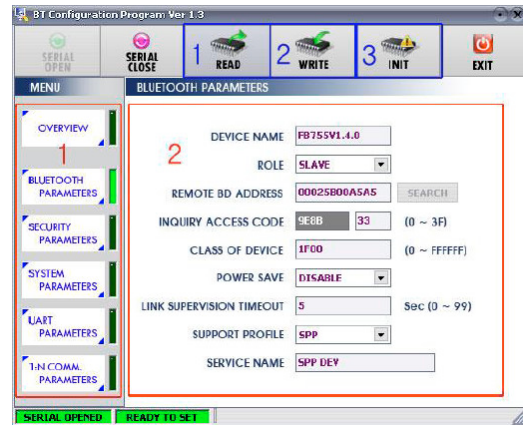 BT Configuration Program Ver 1.3
SERIAL OPEN
SERIAL CLOSE
1 READ
2 WRITE
3 INIT
EXIT
MENU
BLUETOOTH PARAMETERS
OVERVIEW
1
BLUETOOTH PARAMETERS
SECURITY PARAMETERS
SYSTEM PARAMETERS
UART PARAMETERS
1:N COMM. PARAMETERS
2
DEVICE NAME FB755V1.4.0
ROLE SLAVE
REMOTE BD ADDRESS 00025B00A5A5 SEARCH
INQUIRY ACCESS CODE 9E8B 33 (0 ~ 3F)
CLASS OF DEVICE 1F00 (0 ~ FFFFFF)
POWER SAVE DISABLE
LINK SUPERVISION TIMEOUT 5 Sec (0 ~ 99)
SUPPORT PROFILE SPP
SERVICE NAME SPP DEV
SERIAL OPENED READY TO SET